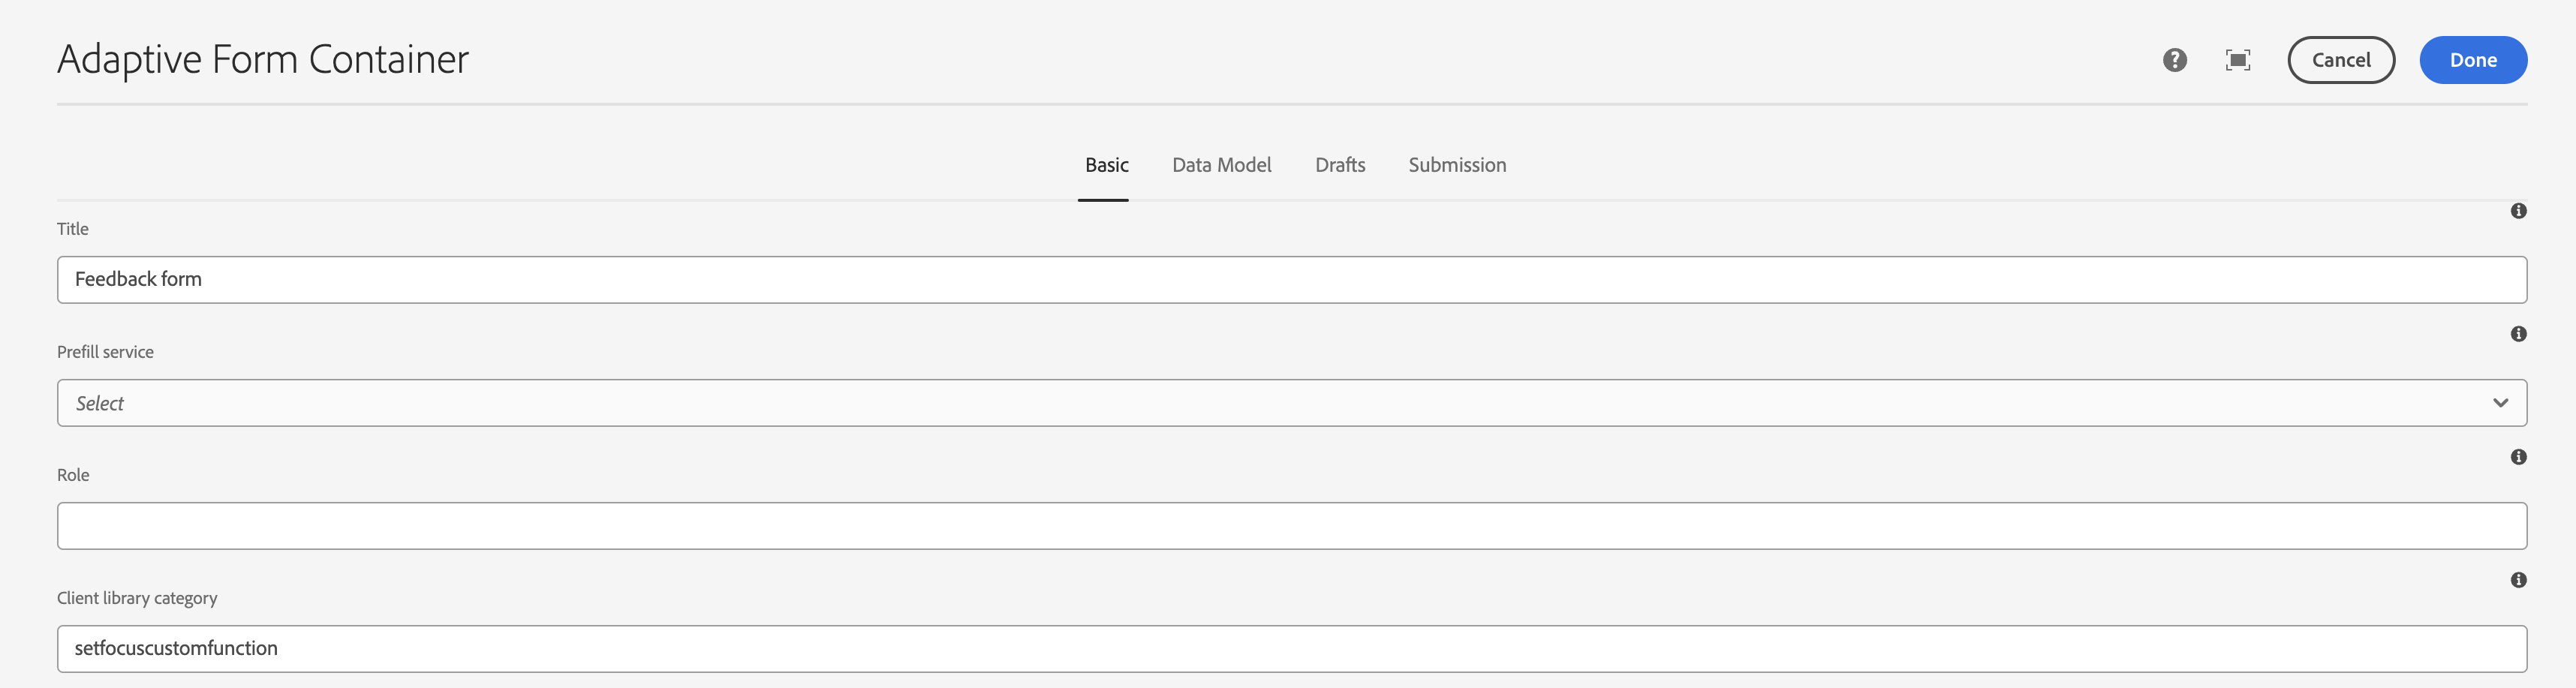 Adaptive Form Container
Cancel
Done
Basic
Data Model
Drafts
Submission
Title
Feedback form
Prefill service
Select
Role
Client library category
setfocuscustomfunction